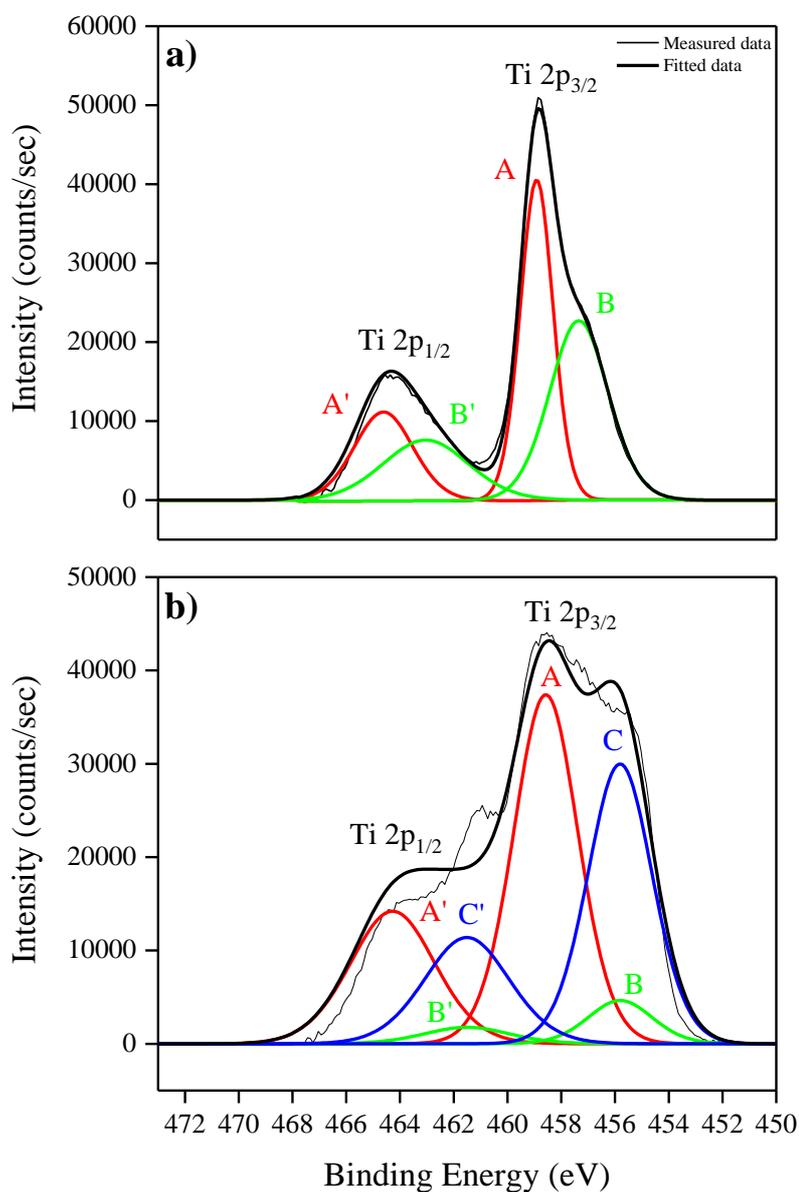 60000
a)
Measured data
Fitted data
Ti 2p3/2
50000
A
40000
Intensity (counts/sec)
30000
B
20000
Ti 2p1/2
A'
B'
10000
0
50000
b)
Ti 2p3/2
40000
A
C
30000
Intensity (counts/sec)
20000
Ti 2p1/2
A'
C'
10000
B'
B
0
472 470 468 466 464 462 460 458 456 454 452 450
Binding Energy (eV)